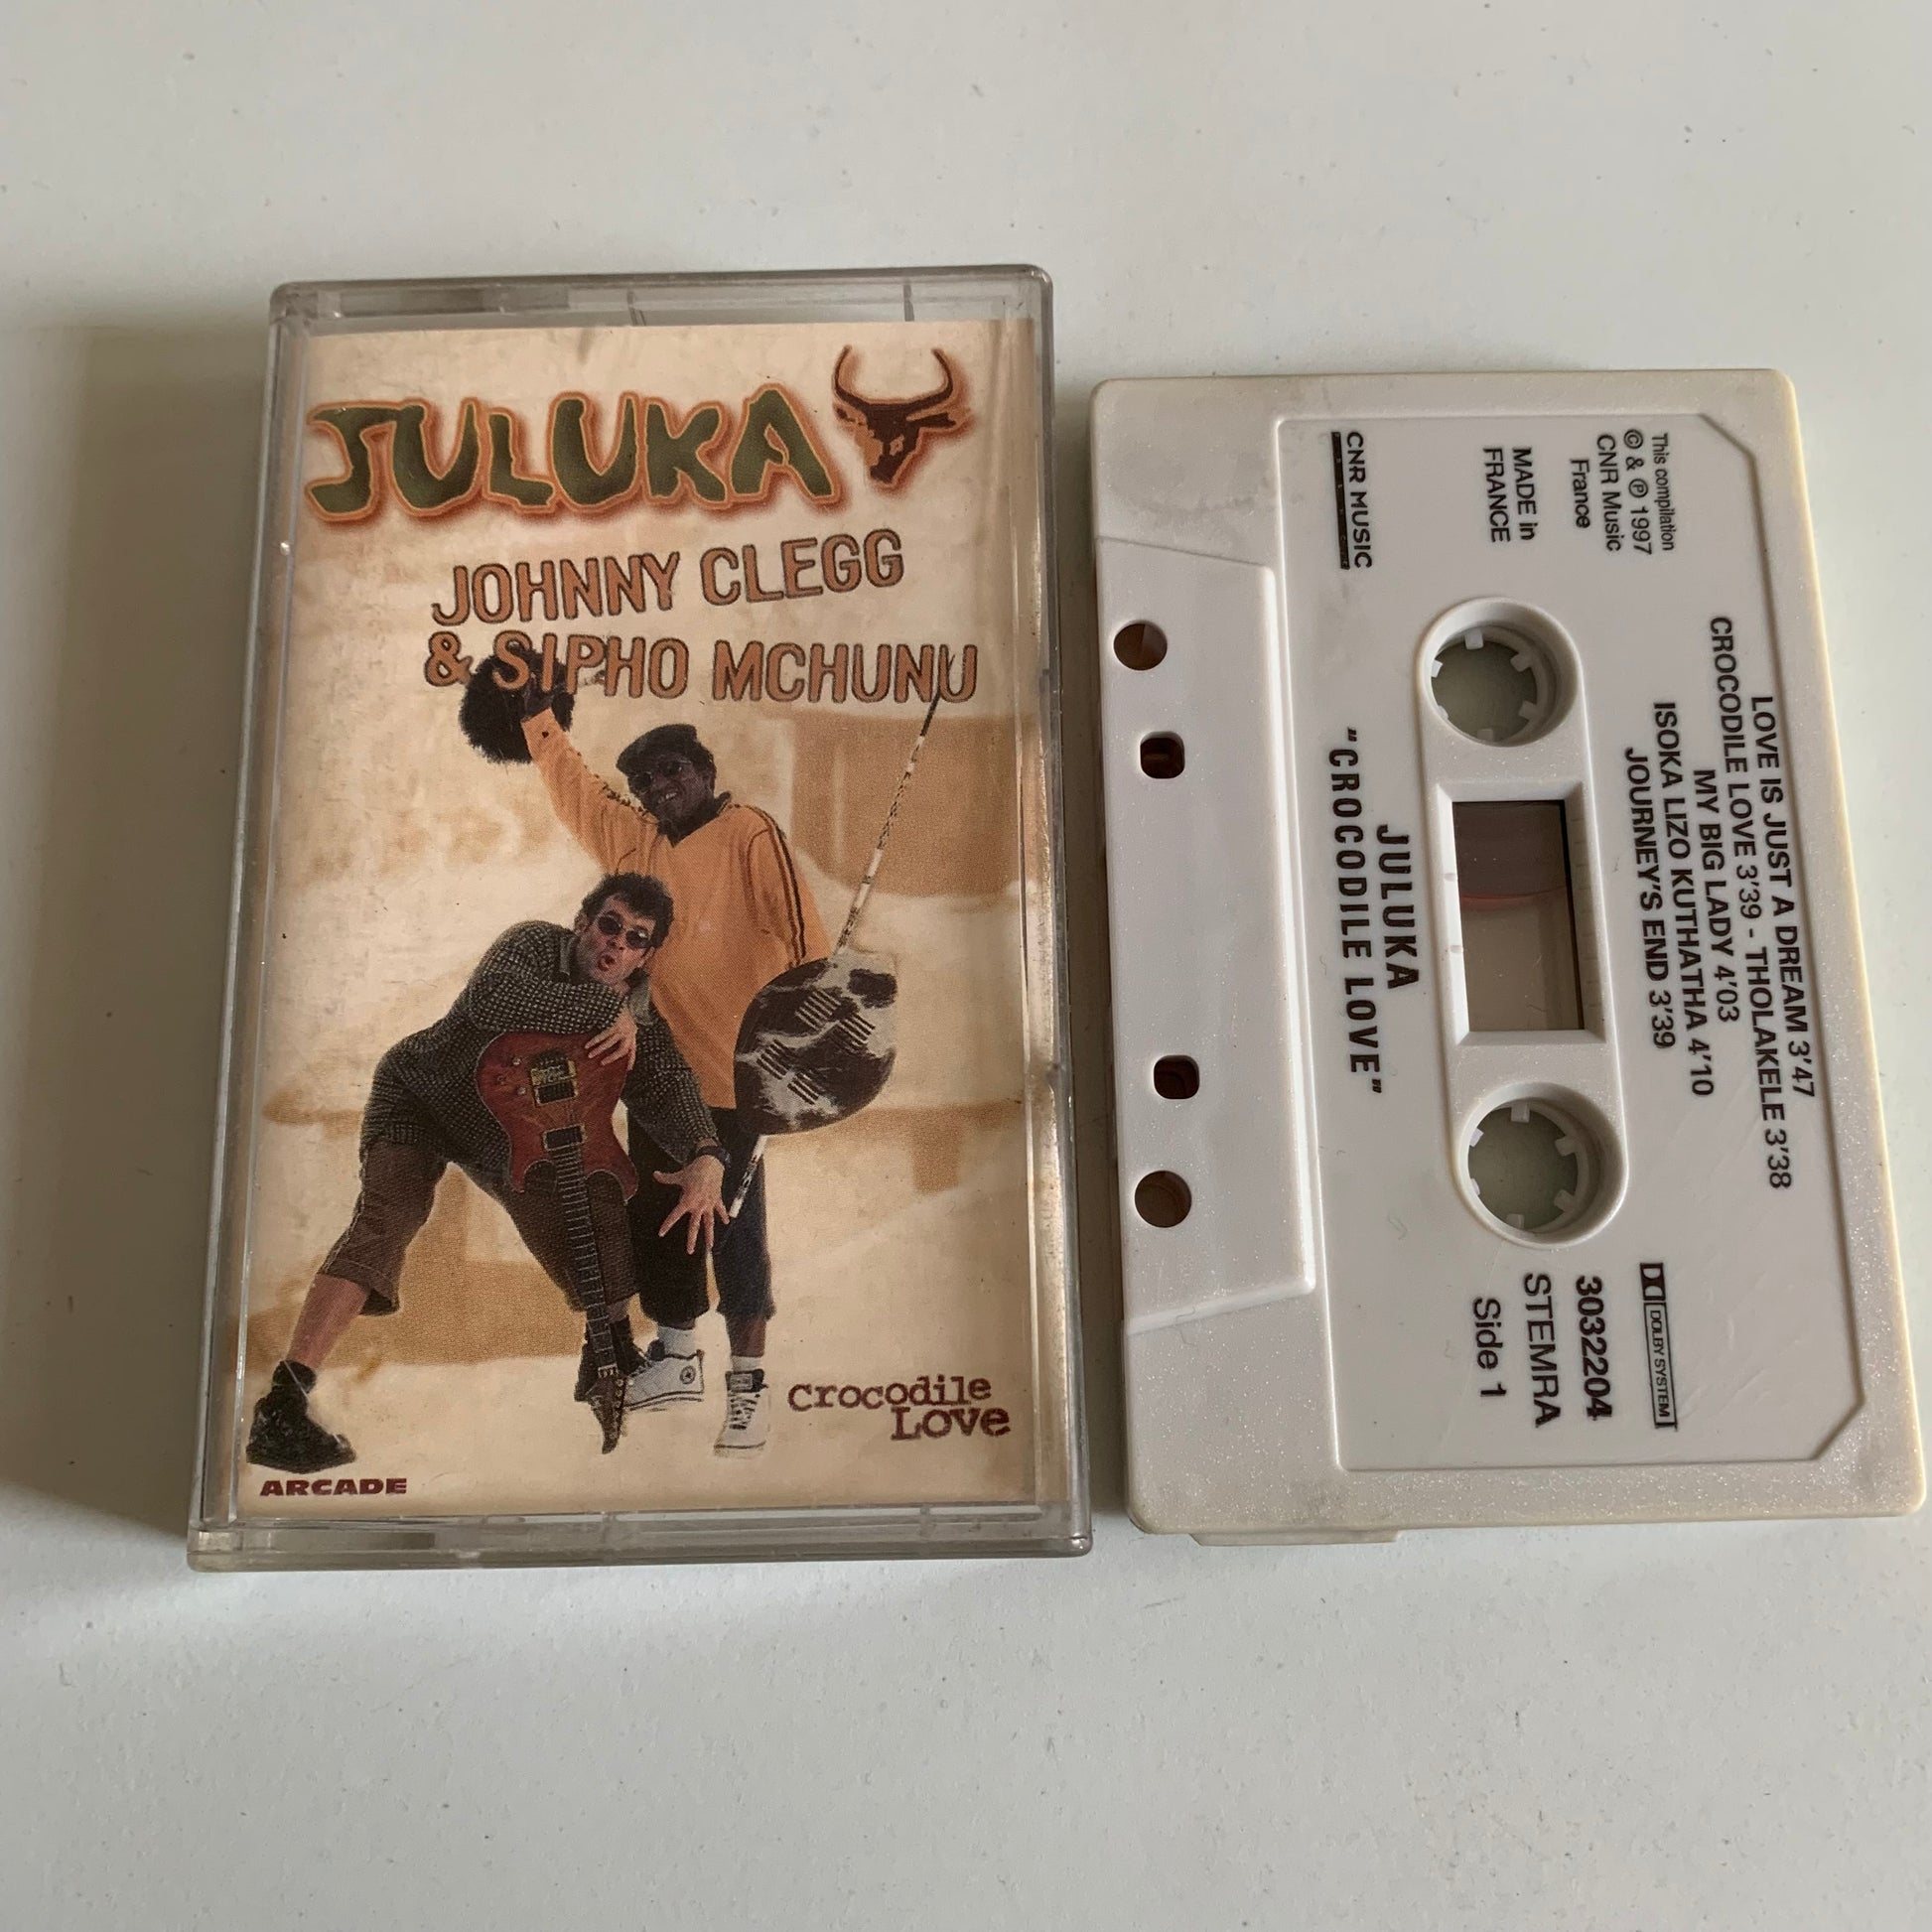 JULUKA
JOHNNY CLEGG
& SIPHO MCHUNU
Crocodile
Love
ARCADE
LOVE IS JUST A DREAM 3'47
CROCODILE LOVE 3'39 - THOLAKELE 3'38
MY BIG LADY 4'03
ISOKA LIZO KUTHATHA 4'10
JOURNEY'S END 3'39
This compilation
© & ℗ 1997
CNR Music
France
MADE in
FRANCE
CNR MUSIC
DOLBY SYSTEM
3032204
STEMRA
Side 1
JULUKA
"CROCODILE LOVE"